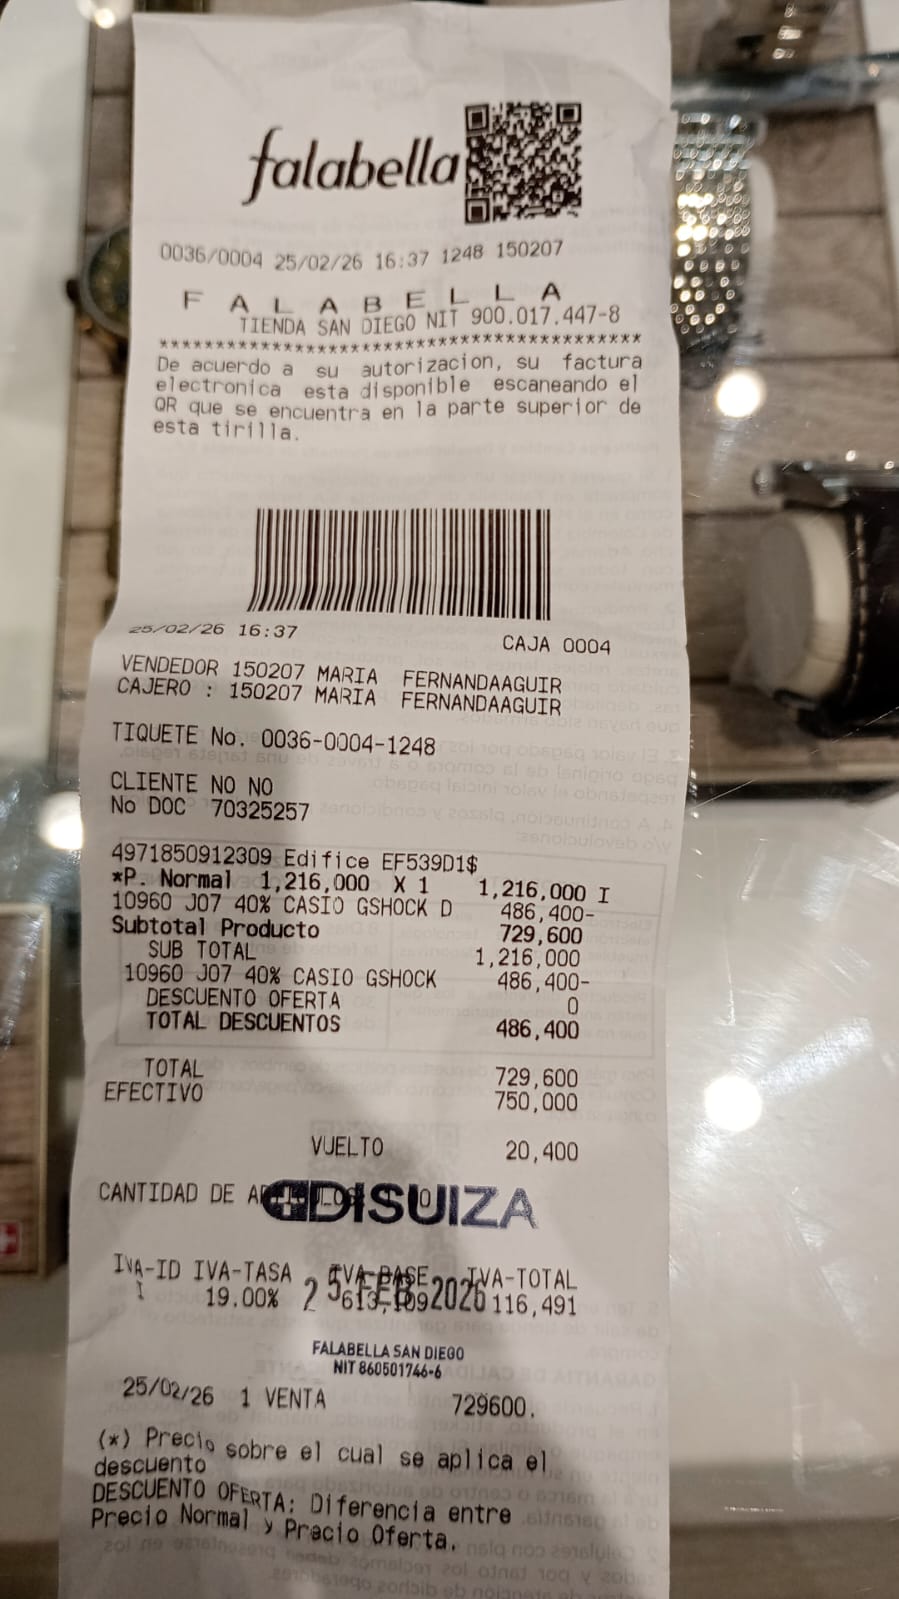 falabella
0036/0004 25/02/26 16:37 1248 150207
F A L A B E L L A
TIENDA SAN DIEGO NIT 900.017.447-8
******************************************
De acuerdo a su autorizacion, su factura
electronica esta disponible escaneando el
QR que se encuentra en la parte superior de
esta tirilla.
25/02/26 16:37
CAJA 0004
VENDEDOR 150207 MARIA FERNANDAAGUIR
CAJERO : 150207 MARIA FERNANDAAGUIR
TIQUETE No. 0036-0004-1248
CLIENTE NO NO
No DOC 70325257
4971850912309 Edifice EF539D1$
*P. Normal 1,216,000 X 1 1,216,000 I
10960 J07 40% CASIO GSHOCK D 486,400-
Subtotal Producto 729,600
SUB TOTAL 1,216,000
10960 J07 40% CASIO GSHOCK 486,400-
DESCUENTO OFERTA 0
TOTAL DESCUENTOS 486,400
TOTAL 729,600
EFECTIVO 750,000
VUELTO 20,400
CANTIDAD DE
DISUIZA
IVA-ID IVA-TASA IVA-BASE IVA-TOTAL
I 19.00% 613,109 116,491
25 FEB 2026
FALABELLA SAN DIEGO
NIT 860501746-6
25/02/26 1 VENTA 729600.
(*) Precio sobre el cual se aplica el
descuento
DESCUENTO OFERTA: Diferencia entre
Precio Normal y Precio Oferta.